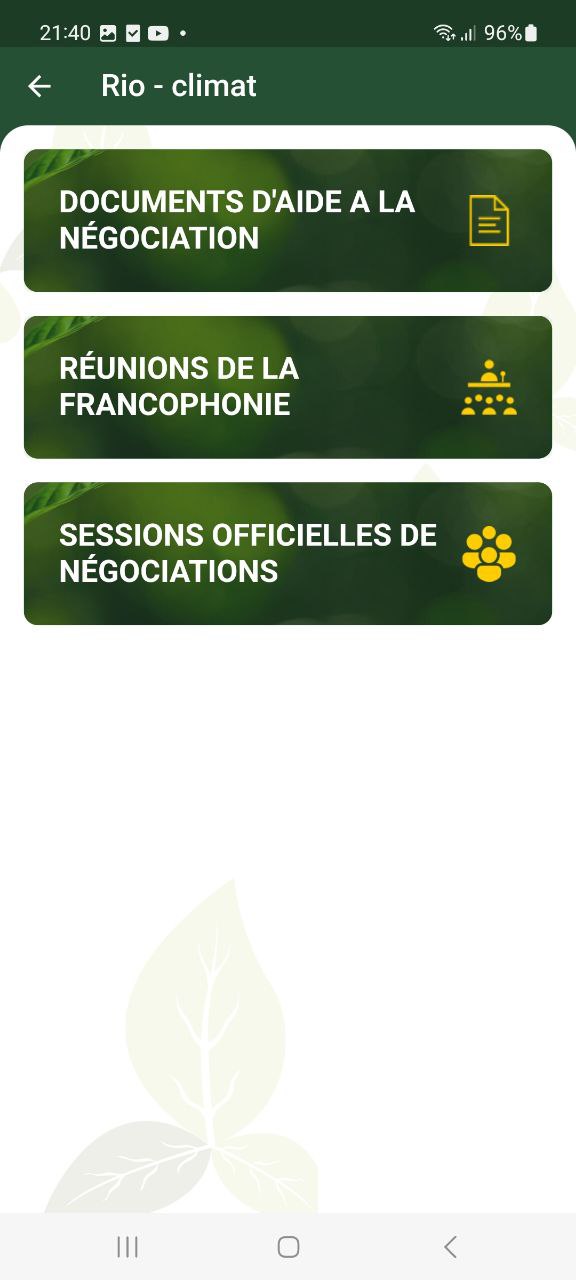 21:40
96%
Rio - climat
DOCUMENTS D'AIDE A LA
NÉGOCIATION
RÉUNIONS DE LA
FRANCOPHONIE
SESSIONS OFFICIELLES DE
NÉGOCIATIONS